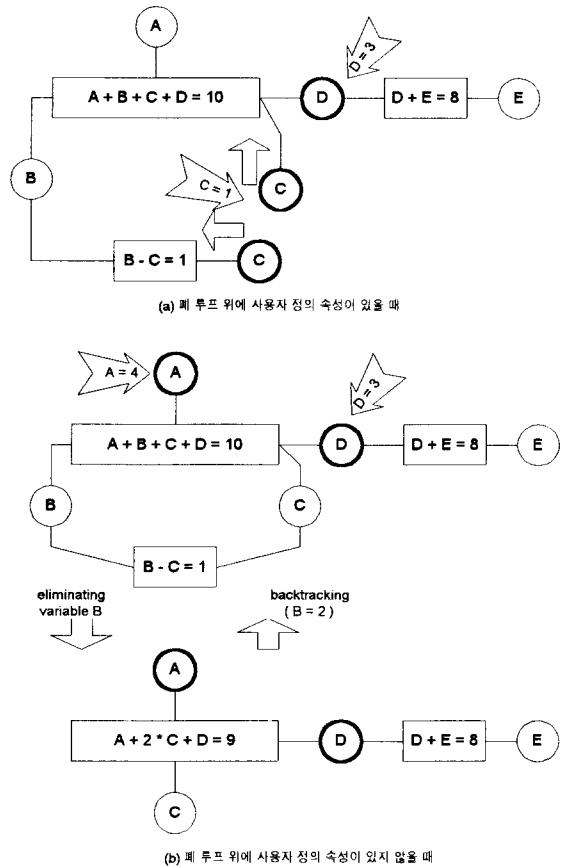 A
D = 3
A + B + C + D = 10
D
D + E = 8
E
B
C = 1
C
B - C = 1
C
(a) 폐 루프 위에 사용자 정의 속성이 있을 때
A = 4
A
D = 3
A + B + C + D = 10
D
D + E = 8
E
B
C
B - C = 1
eliminating
variable B
backtracking
( B = 2 )
A
A + 2 * C + D = 9
D
D + E = 8
E
C
(b) 폐 루프 위에 사용자 정의 속성이 있지 않을 때